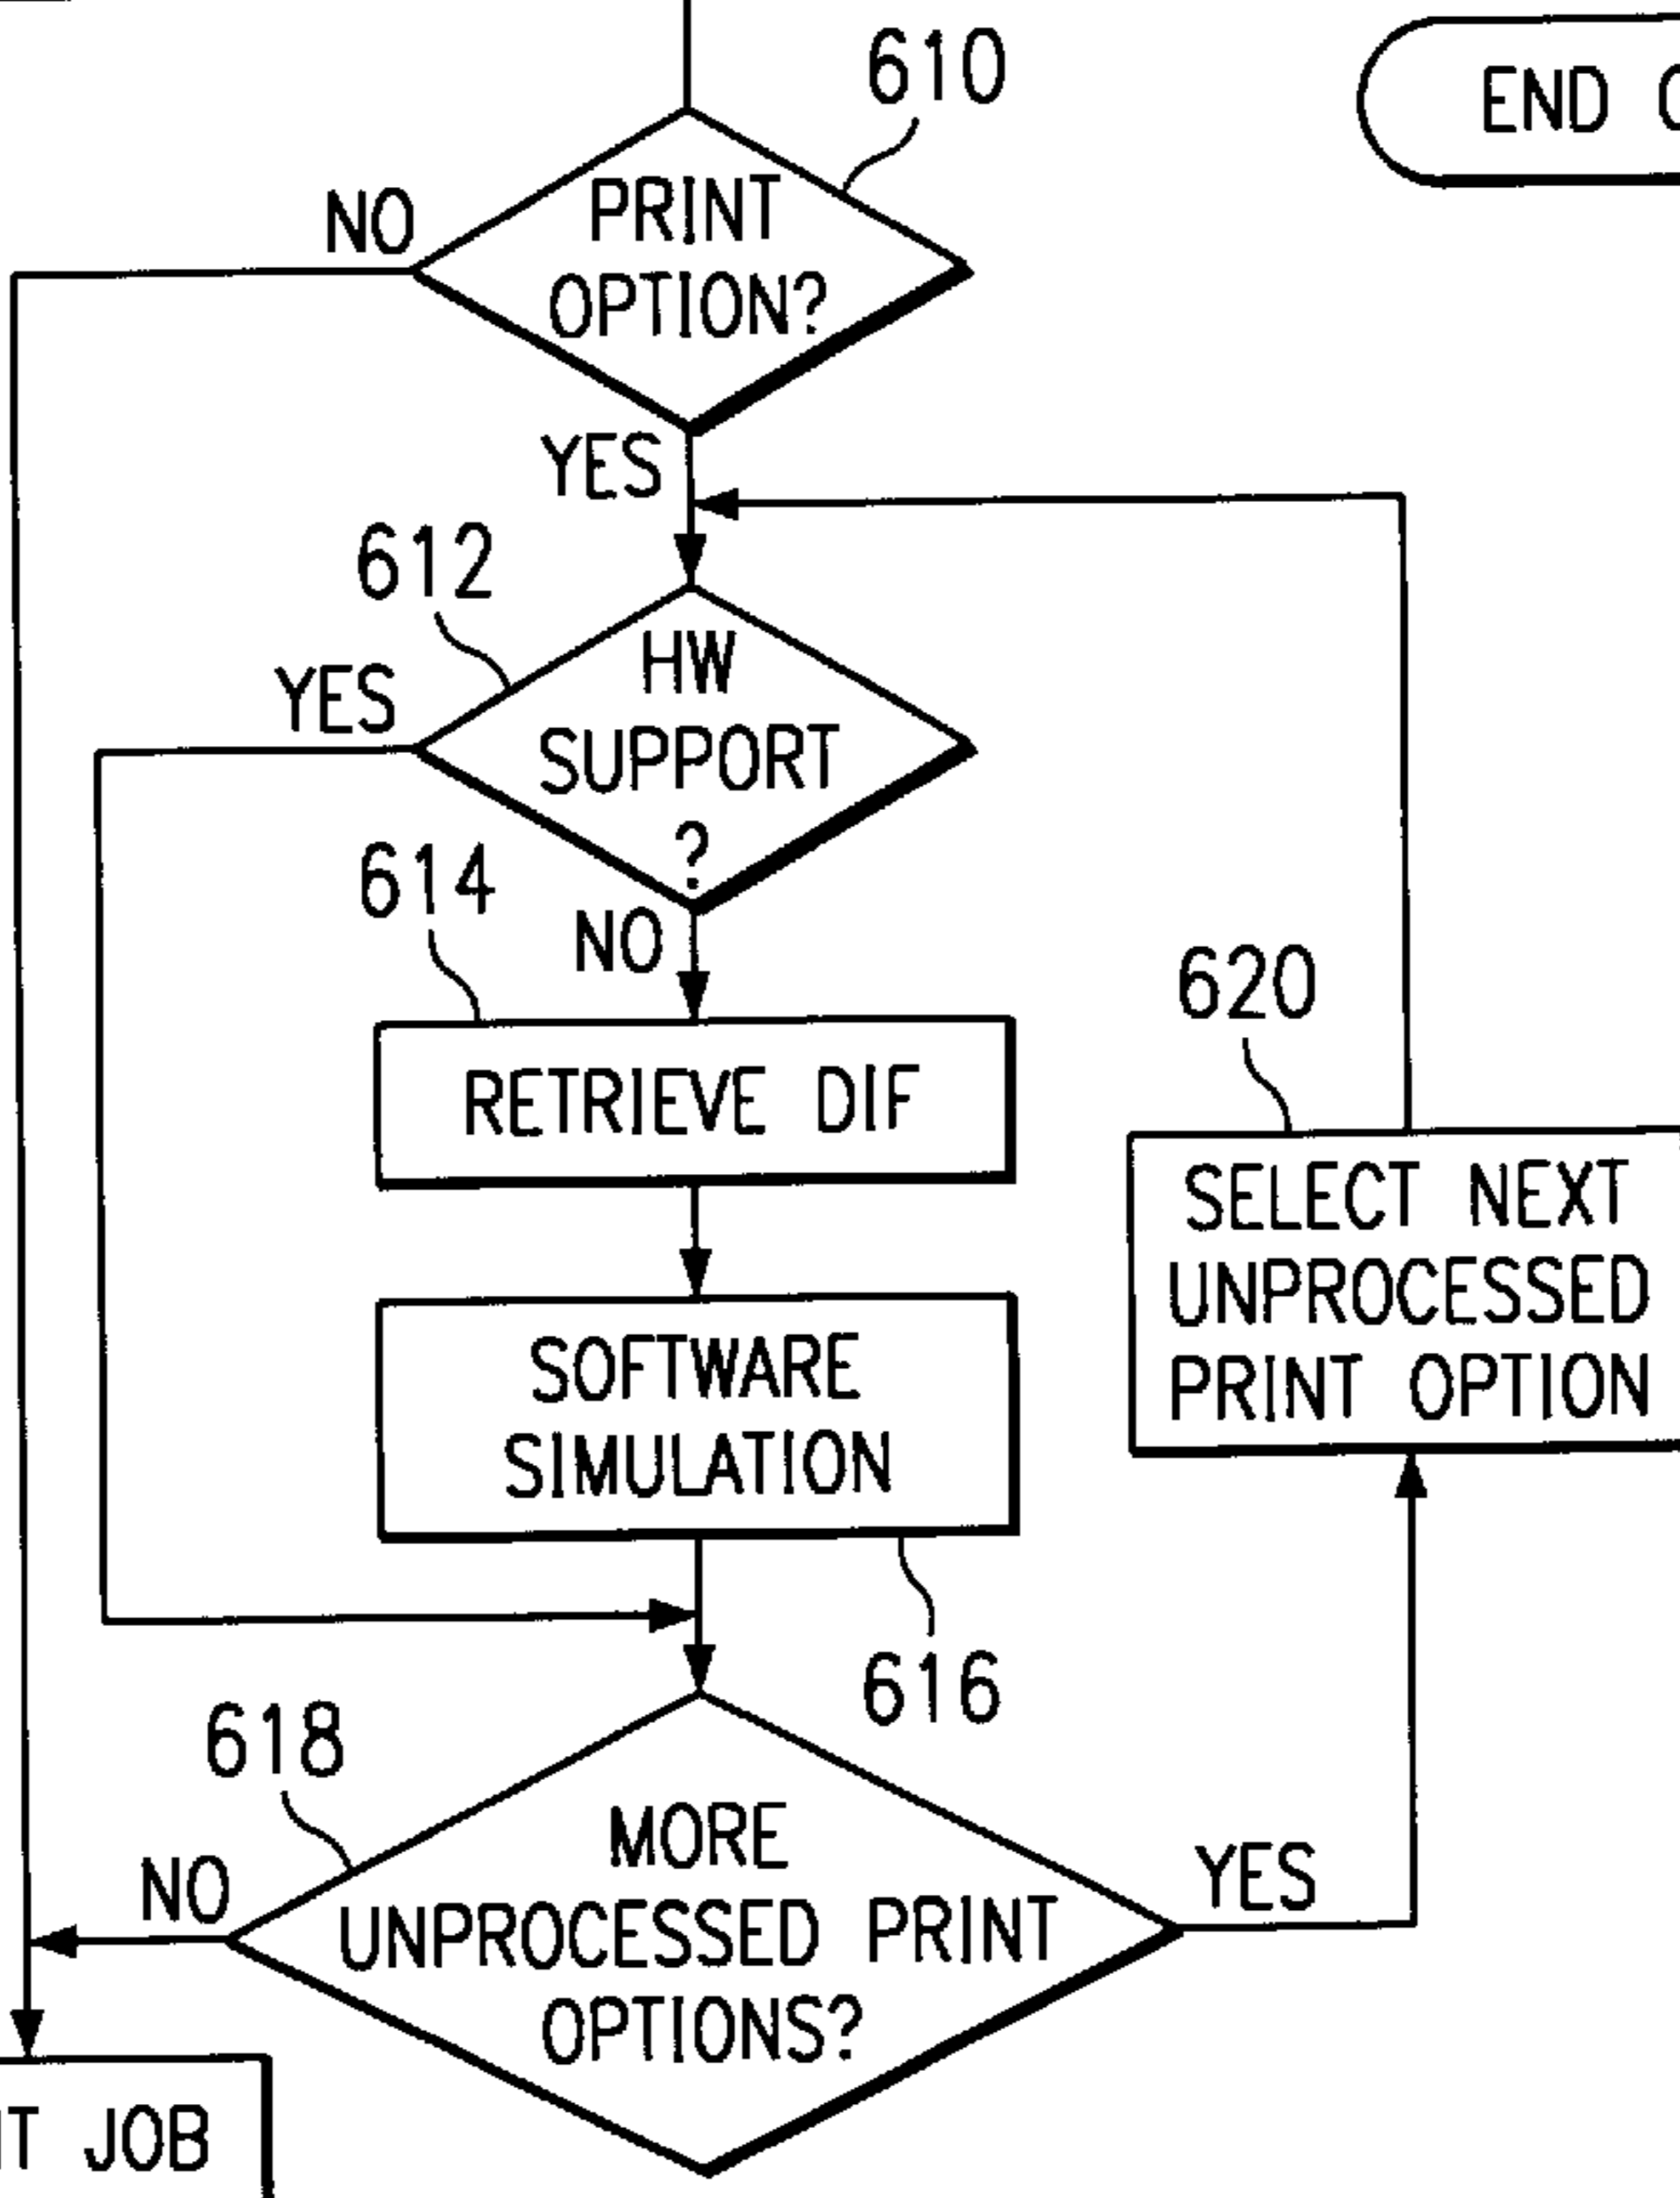 610
END
NO
PRINT
OPTION?
YES
612
HW
SUPPORT
?
YES
614
NO
620
RETRIEVE DIF
SELECT NEXT
UNPROCESSED
PRINT OPTION
SOFTWARE
SIMULATION
616
618
MORE
UNPROCESSED PRINT
OPTIONS?
NO
YES
JOB